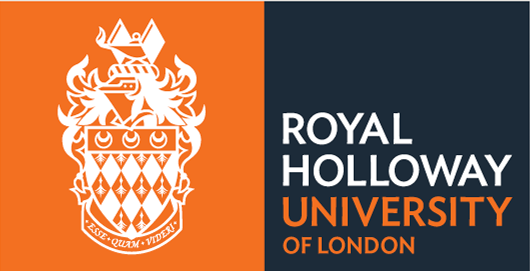 ESSE • QUAM • VIDERI
ROYAL
HOLLOWAY
UNIVERSITY
OF LONDON